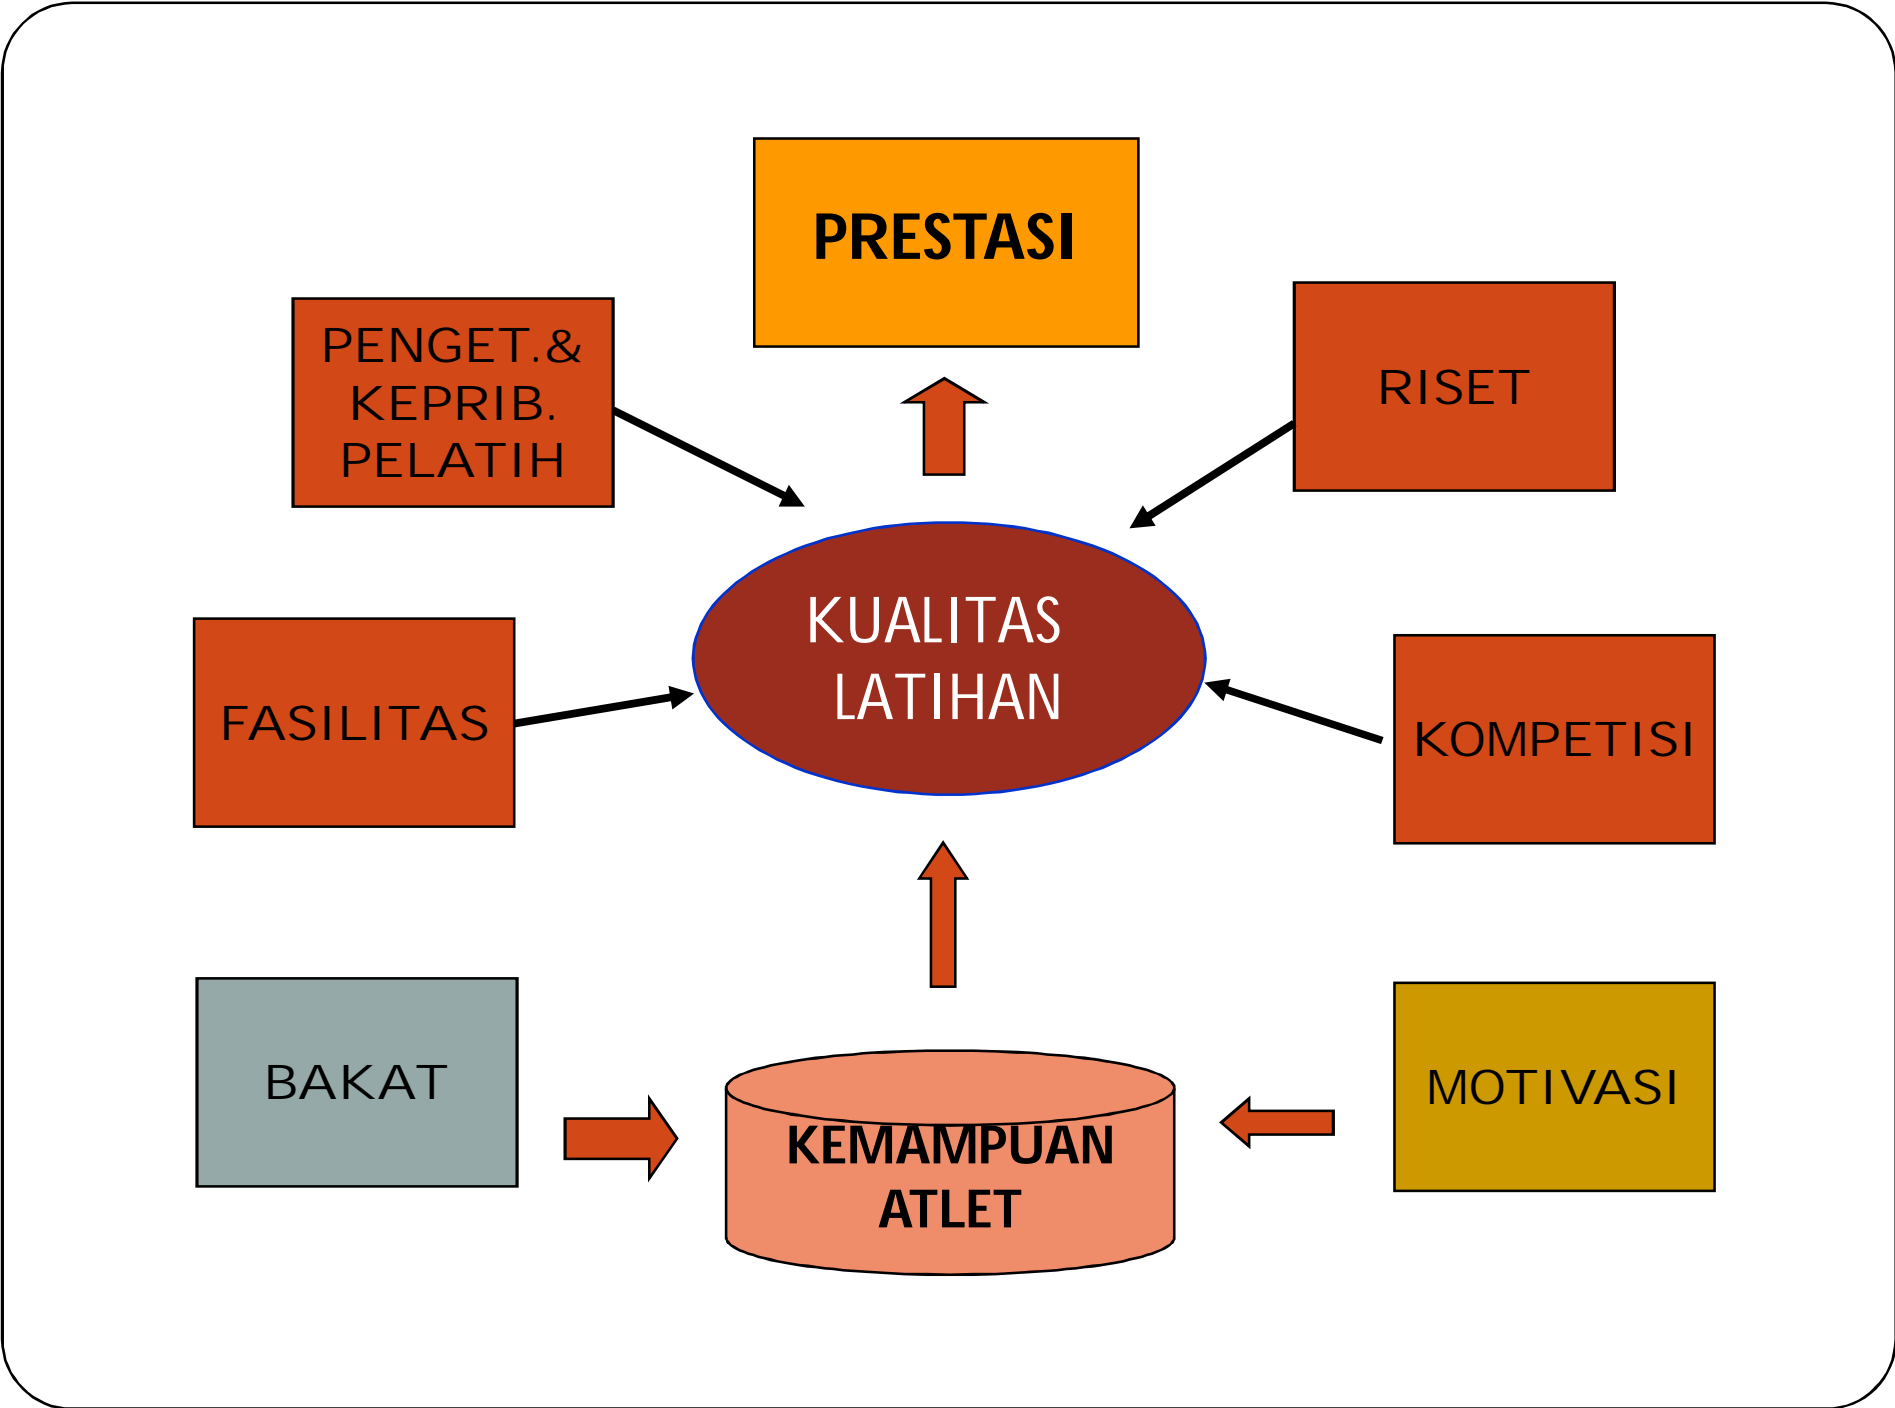 PRESTASI
PENGET.&
KEPRIB.
PELATIH
RISET
KUALITAS
LATIHAN
FASILITAS
KOMPETISI
BAKAT
MOTIVASI
KEMAMPUAN
ATLET